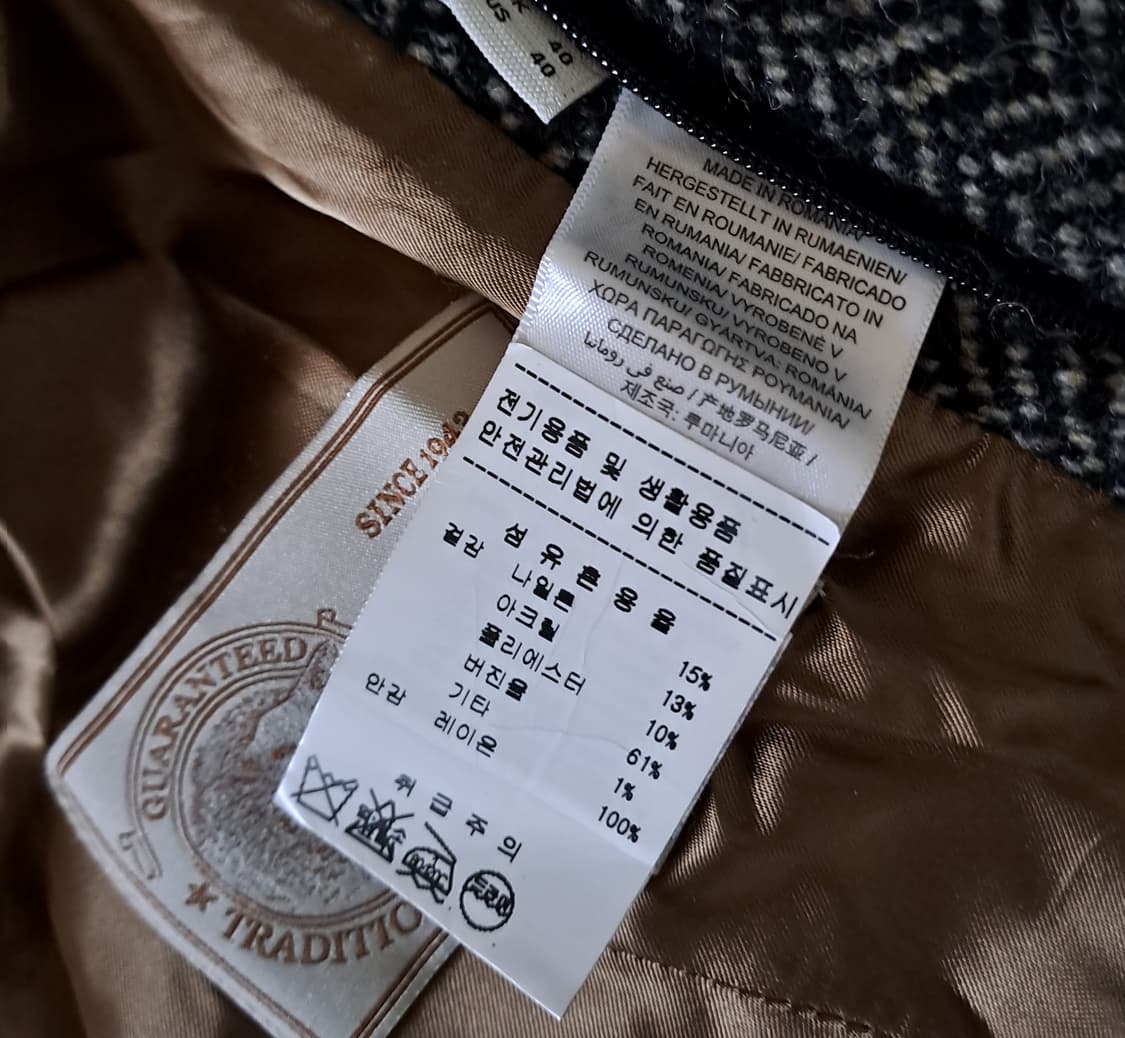 US 40
40
MADE IN ROMANIA/
HERGESTELLT IN RUMAENIEN/
FAIT EN ROUMANIE/ FABRICADO
EN RUMANIA/ FABBRICATO IN
ROMANIA/ FABRICADO NA
ROMENIA/ VYROBENÉ V
RUMUNSKU/ VYROBENO V
RUMUNSKU/ GYÁRTVA: ROMÁNIA/
ΧΩΡΑ ΠΑΡΑΓΩΓΗΣ ΡΟΥΜΑΝΙΑ/
СДЕЛАНО В РУМЫНИИ/
صنع في رومانيا / 产地罗马尼亚 /
제조국: 루마니아
전기용품 및 생활용품
안전관리법에 의한 품질표시
섬 유 혼 용 율
겉감 나일론 15%
아크릴 13%
폴리에스터 10%
버진울 61%
기타 1%
안감 레이온 100%
취 급 주 의
드라이
SINCE 1942
GUARANTEED
★ TRADITIO